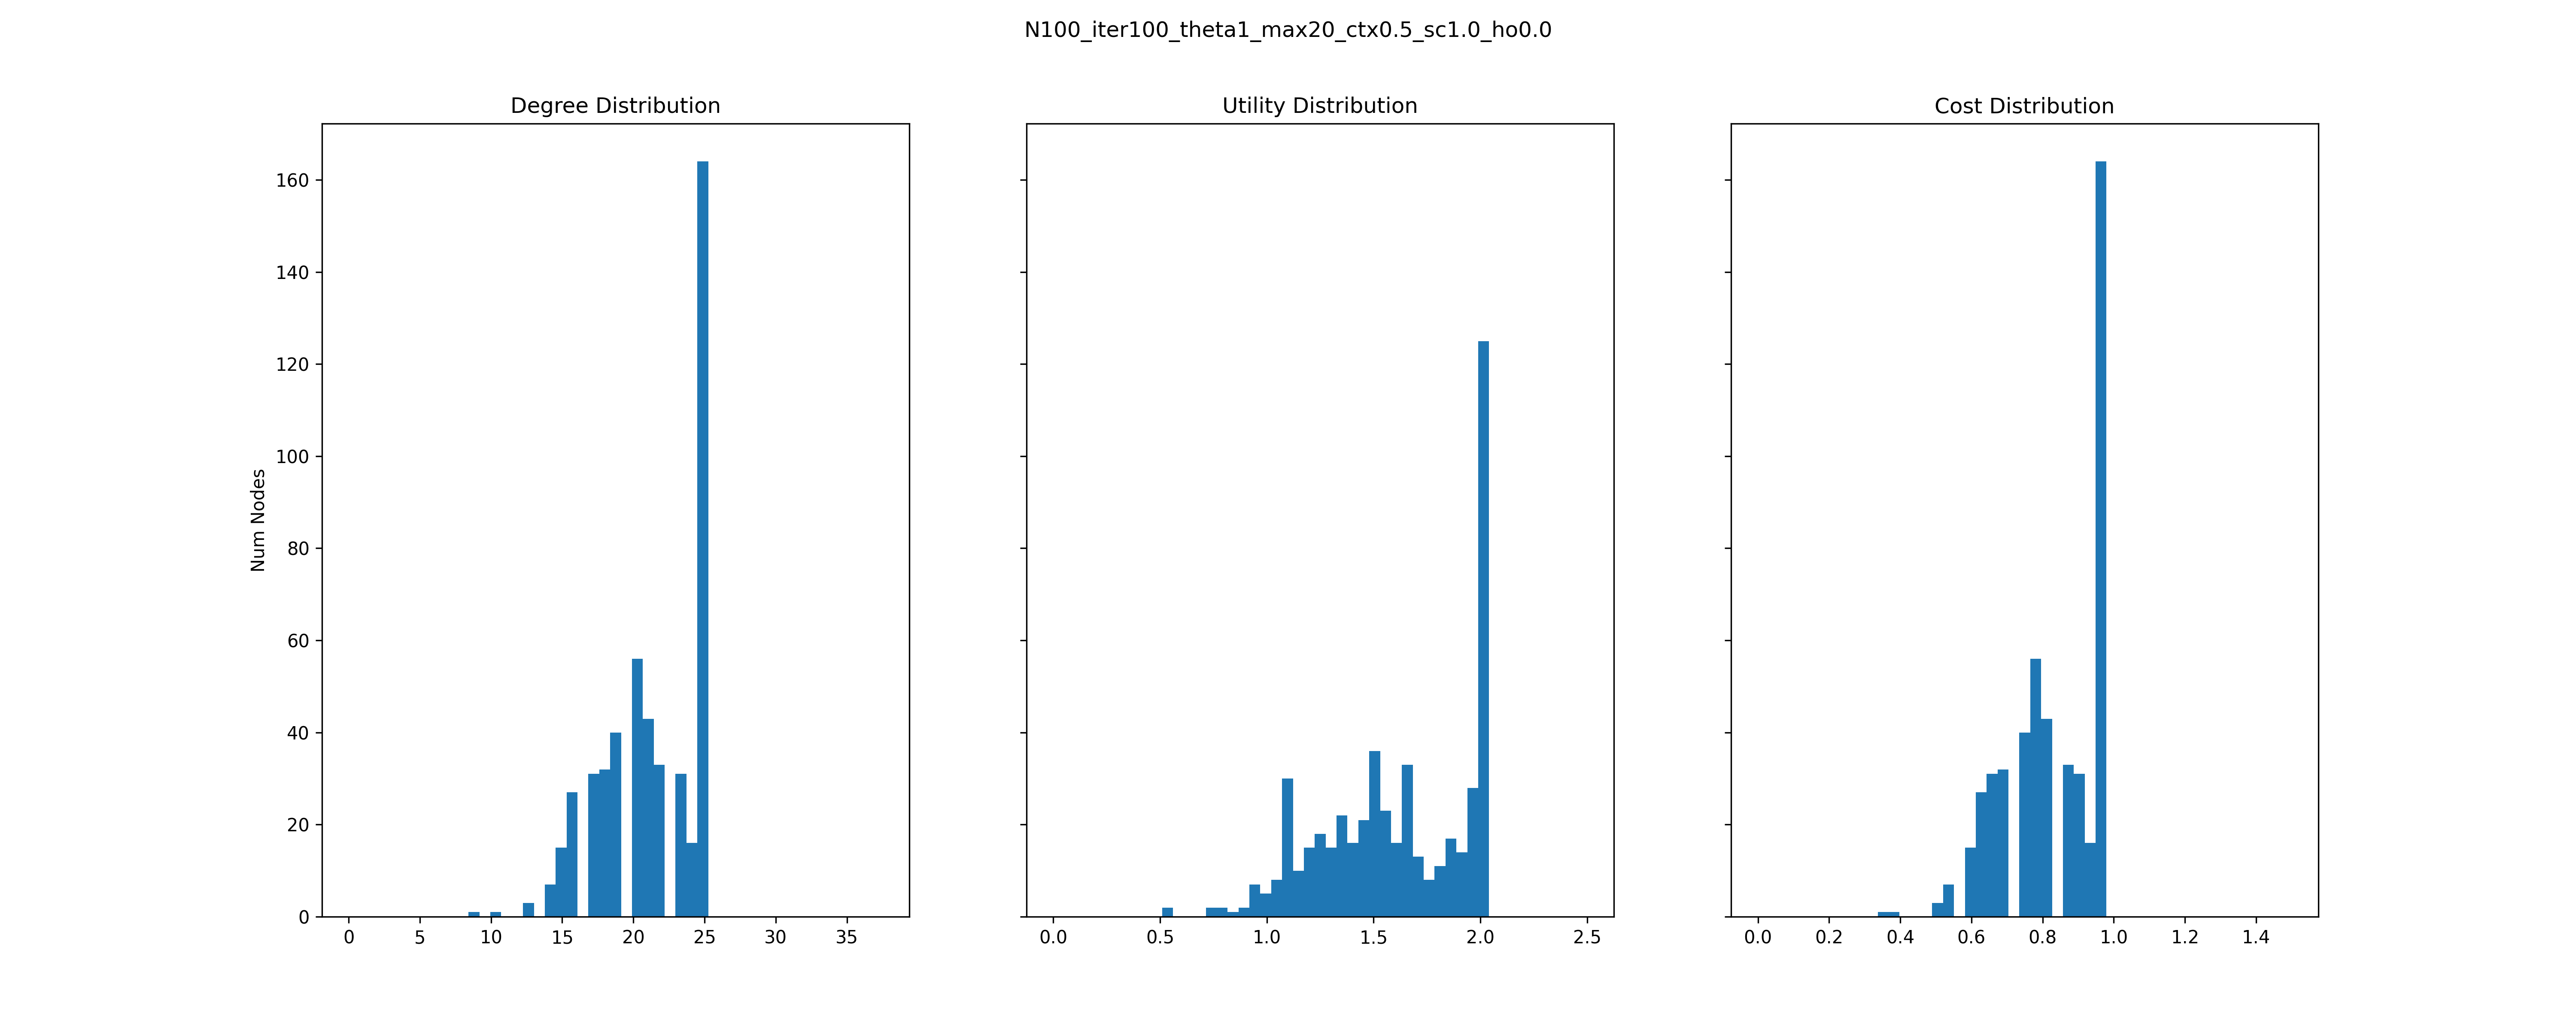 N100_iter100_theta1_max20_ctx0.5_sc1.0_ho0.0
Degree Distribution
Utility Distribution
Cost Distribution
Num Nodes
160
140
120
100
80
60
40
20
0
0 5 10 15 20 25 30 35
0.0 0.5 1.0 1.5 2.0 2.5
0.0 0.2 0.4 0.6 0.8 1.0 1.2 1.4